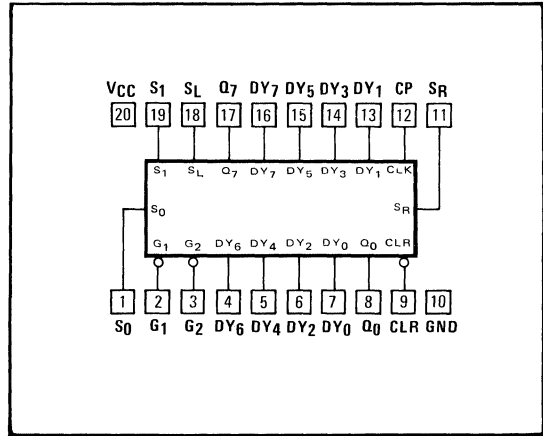 VCC S1 SL Q7 DY7 DY5 DY3 DY1 CP SR
20 19 18 17 16 15 14 13 12 11
S1 SL Q7 DY7 DY5 DY3 DY1 CLK
S0 SR
G1 G2 DY6 DY4 DY2 DY0 Q0 CLR
1 2 3 4 5 6 7 8 9 10
S0 G1 G2 DY6 DY4 DY2 DY0 Q0 CLR GND